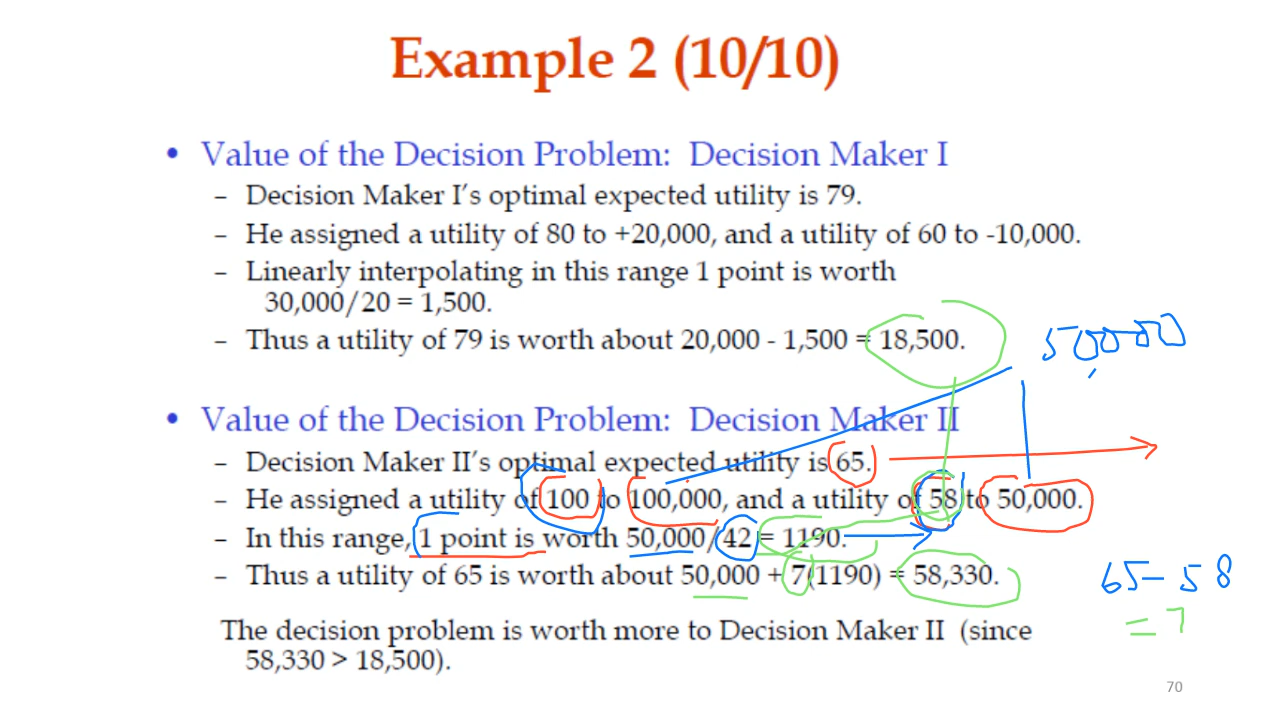 Example 2 (10/10)
• Value of the Decision Problem: Decision Maker I
– Decision Maker I's optimal expected utility is 79.
– He assigned a utility of 80 to +20,000, and a utility of 60 to -10,000.
– Linearly interpolating in this range 1 point is worth
30,000/20 = 1,500.
– Thus a utility of 79 is worth about 20,000 - 1,500 = 18,500.
50,000
• Value of the Decision Problem: Decision Maker II
– Decision Maker II's optimal expected utility is 65.
– He assigned a utility of 100 to 100,000, and a utility of 58 to 50,000.
– In this range, 1 point is worth 50,000/42 = 1190.
– Thus a utility of 65 is worth about 50,000 + 7(1190) = 58,330.
65 - 58
= 7
The decision problem is worth more to Decision Maker II (since
58,330 > 18,500).
70